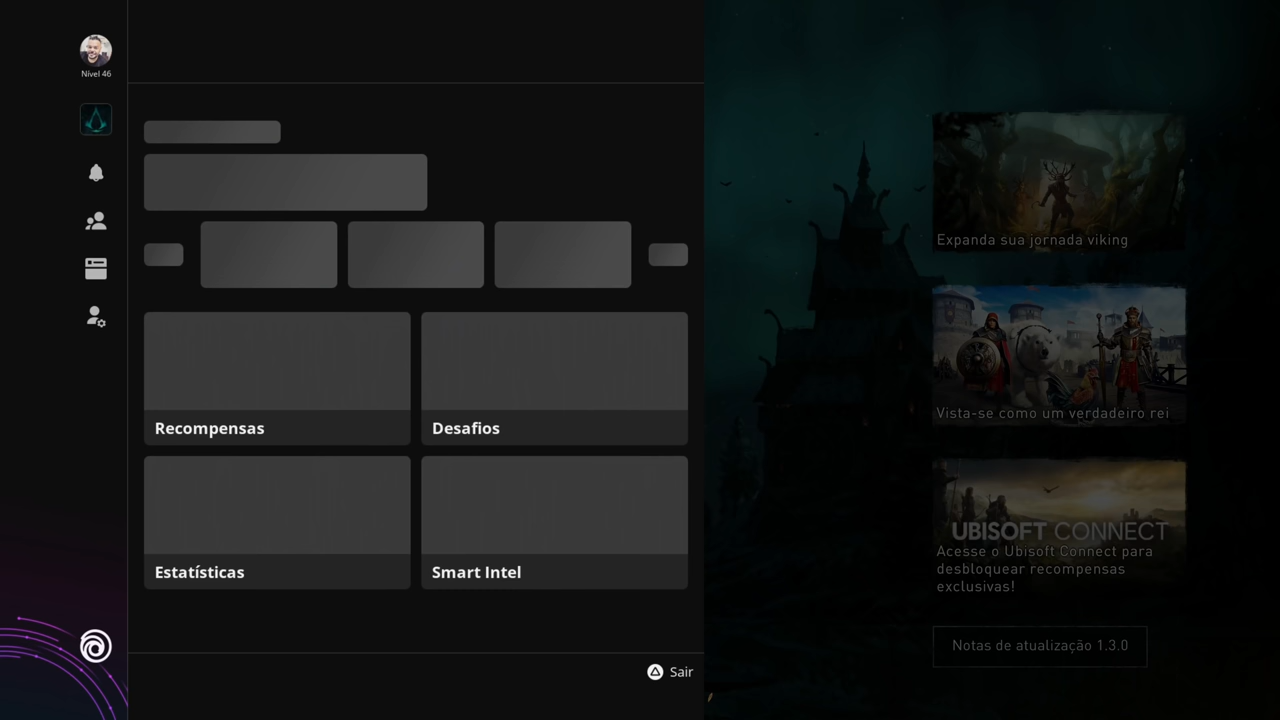 Nível 46
Recompensas
Desafios
Estatísticas
Smart Intel
Sair
Expanda sua jornada viking
Vista-se como um verdadeiro rei
UBISOFT CONNECT
Acesse o Ubisoft Connect para
desbloquear recompensas
exclusivas!
Notas de atualização 1.3.0